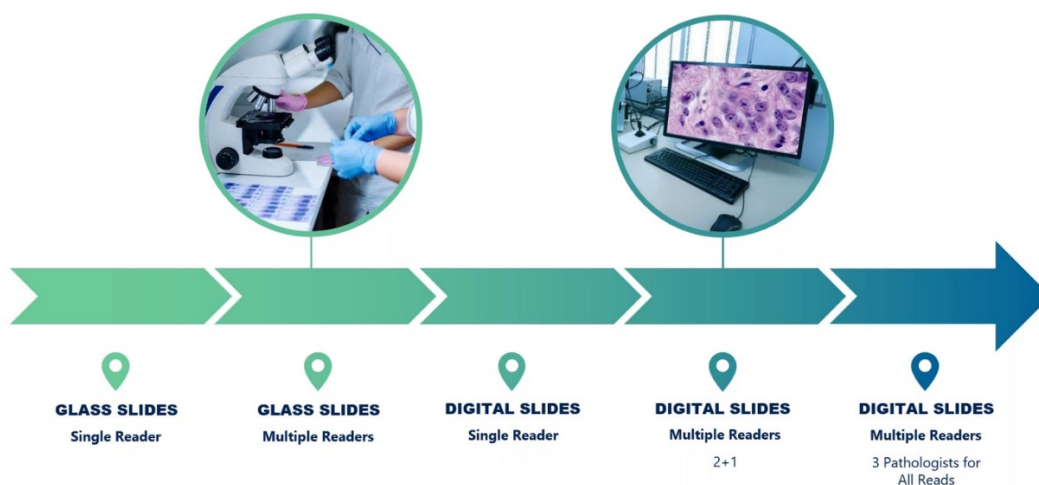 GLASS SLIDES
Single Reader
GLASS SLIDES
Multiple Readers
DIGITAL SLIDES
Single Reader
DIGITAL SLIDES
Multiple Readers
2+1
DIGITAL SLIDES
Multiple Readers
3 Pathologists for
All Reads